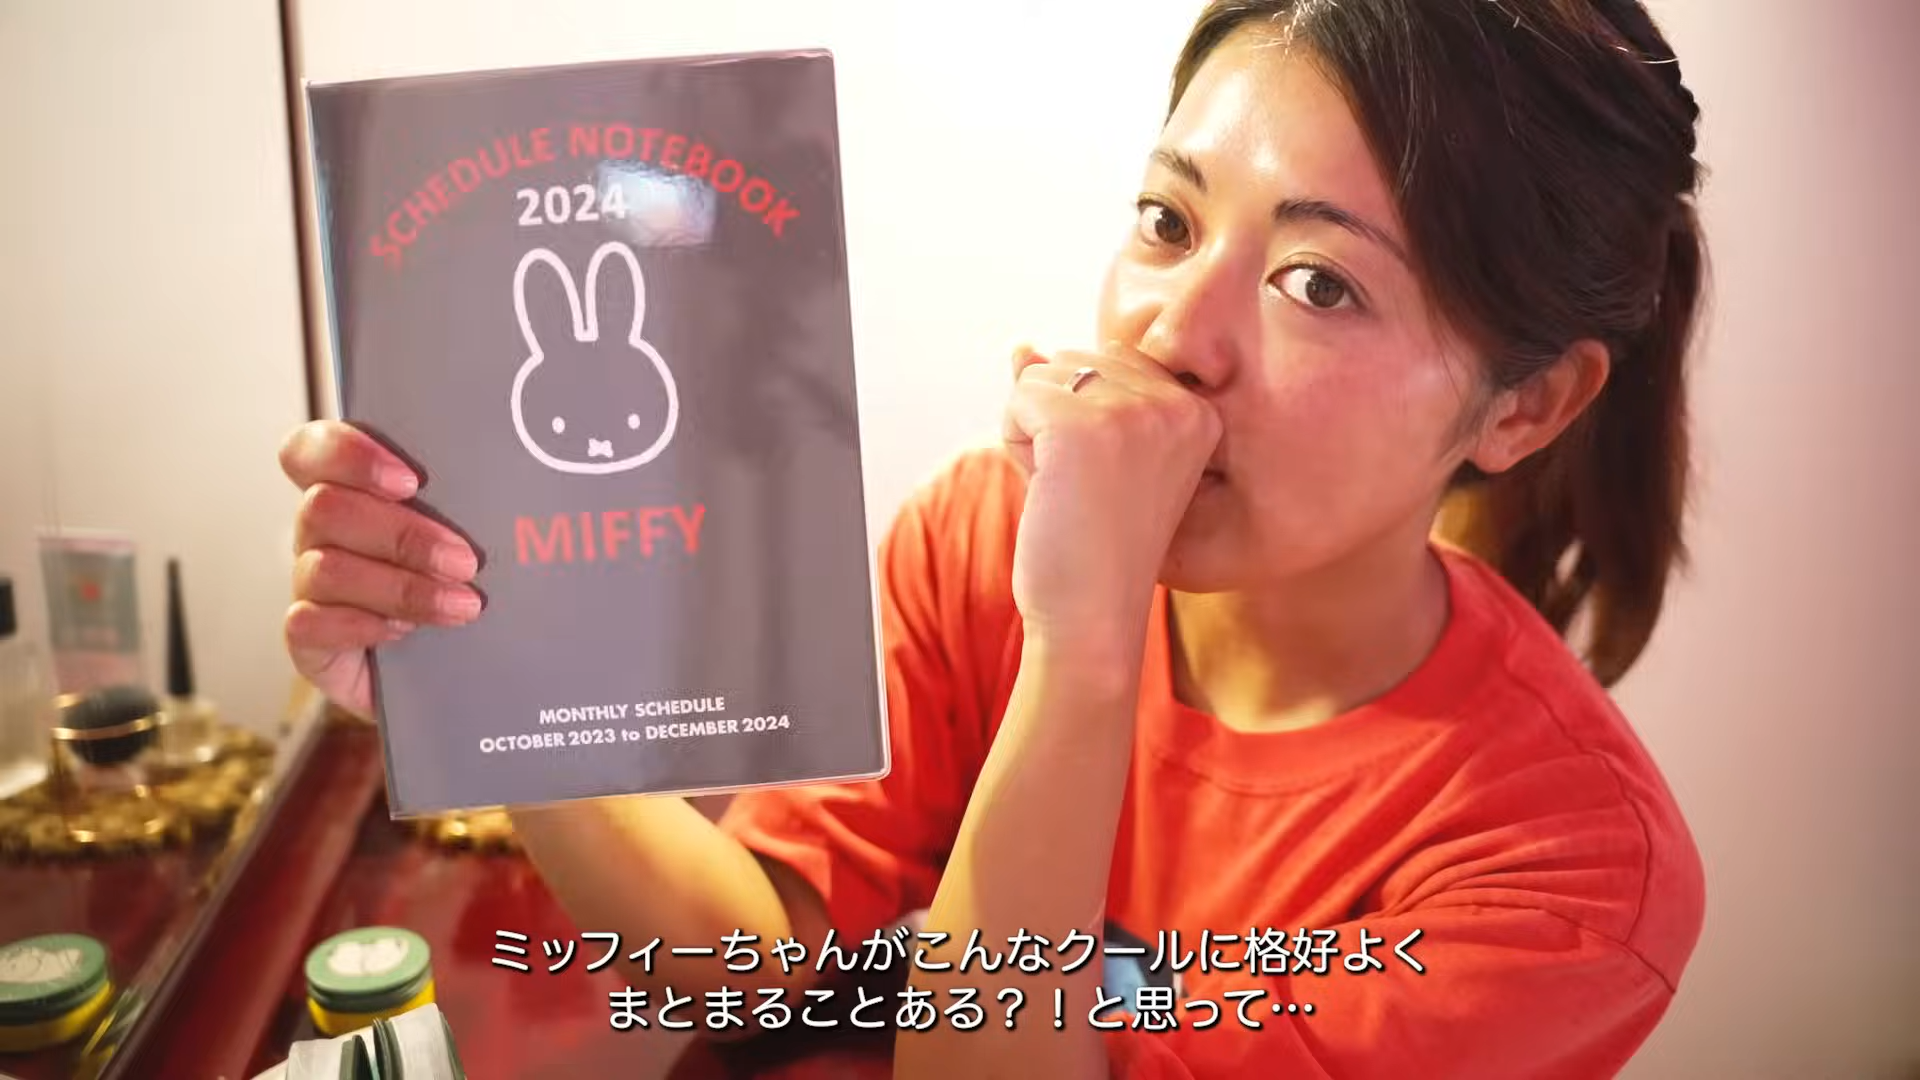 SCHEDULE NOTEBOOK
2024
MIFFY
MONTHLY SCHEDULE
OCTOBER 2023 to DECEMBER 2024
ミッフィーちゃんがこんなクールに格好よく
まとまることある？！と思って…